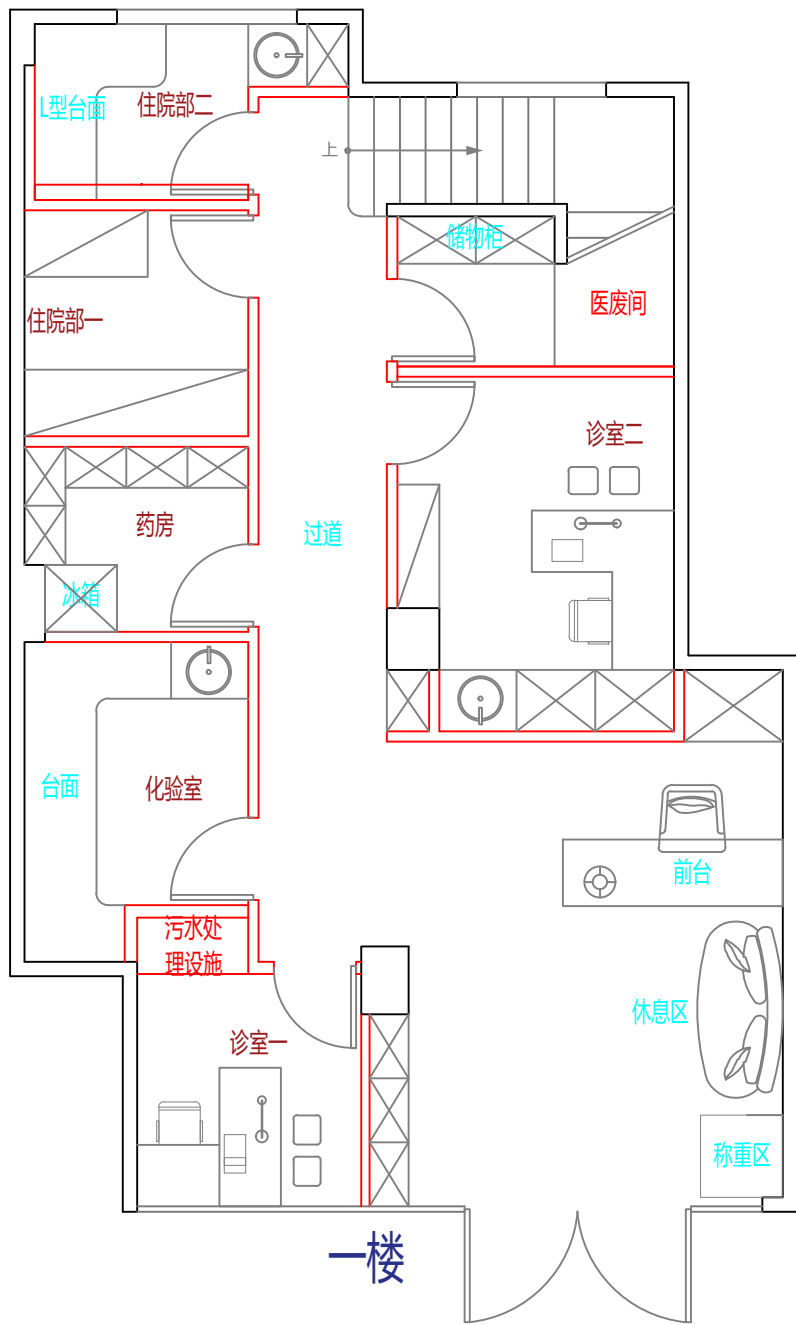 L型台面
住院部二
上
储物柜
医废间
住院部一
诊室二
药房
过道
冰箱
台面
化验室
前台
污水处
理设施
休息区
诊室一
称重区
一楼